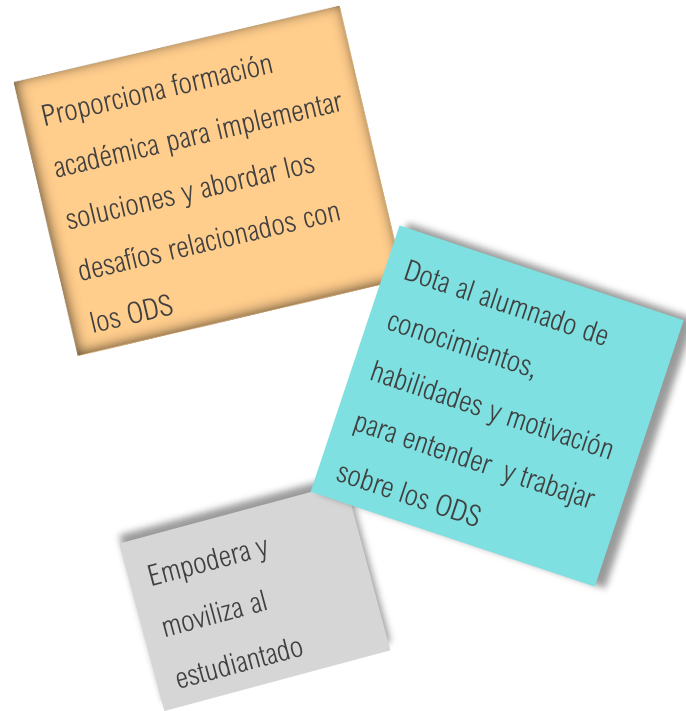 Proporciona formación
académica para implementar
soluciones y abordar los
desafíos relacionados con
los ODS
Dota al alumnado de
conocimientos,
habilidades y motivación
para entender y trabajar
sobre los ODS
Empodera y
moviliza al
estudiantado